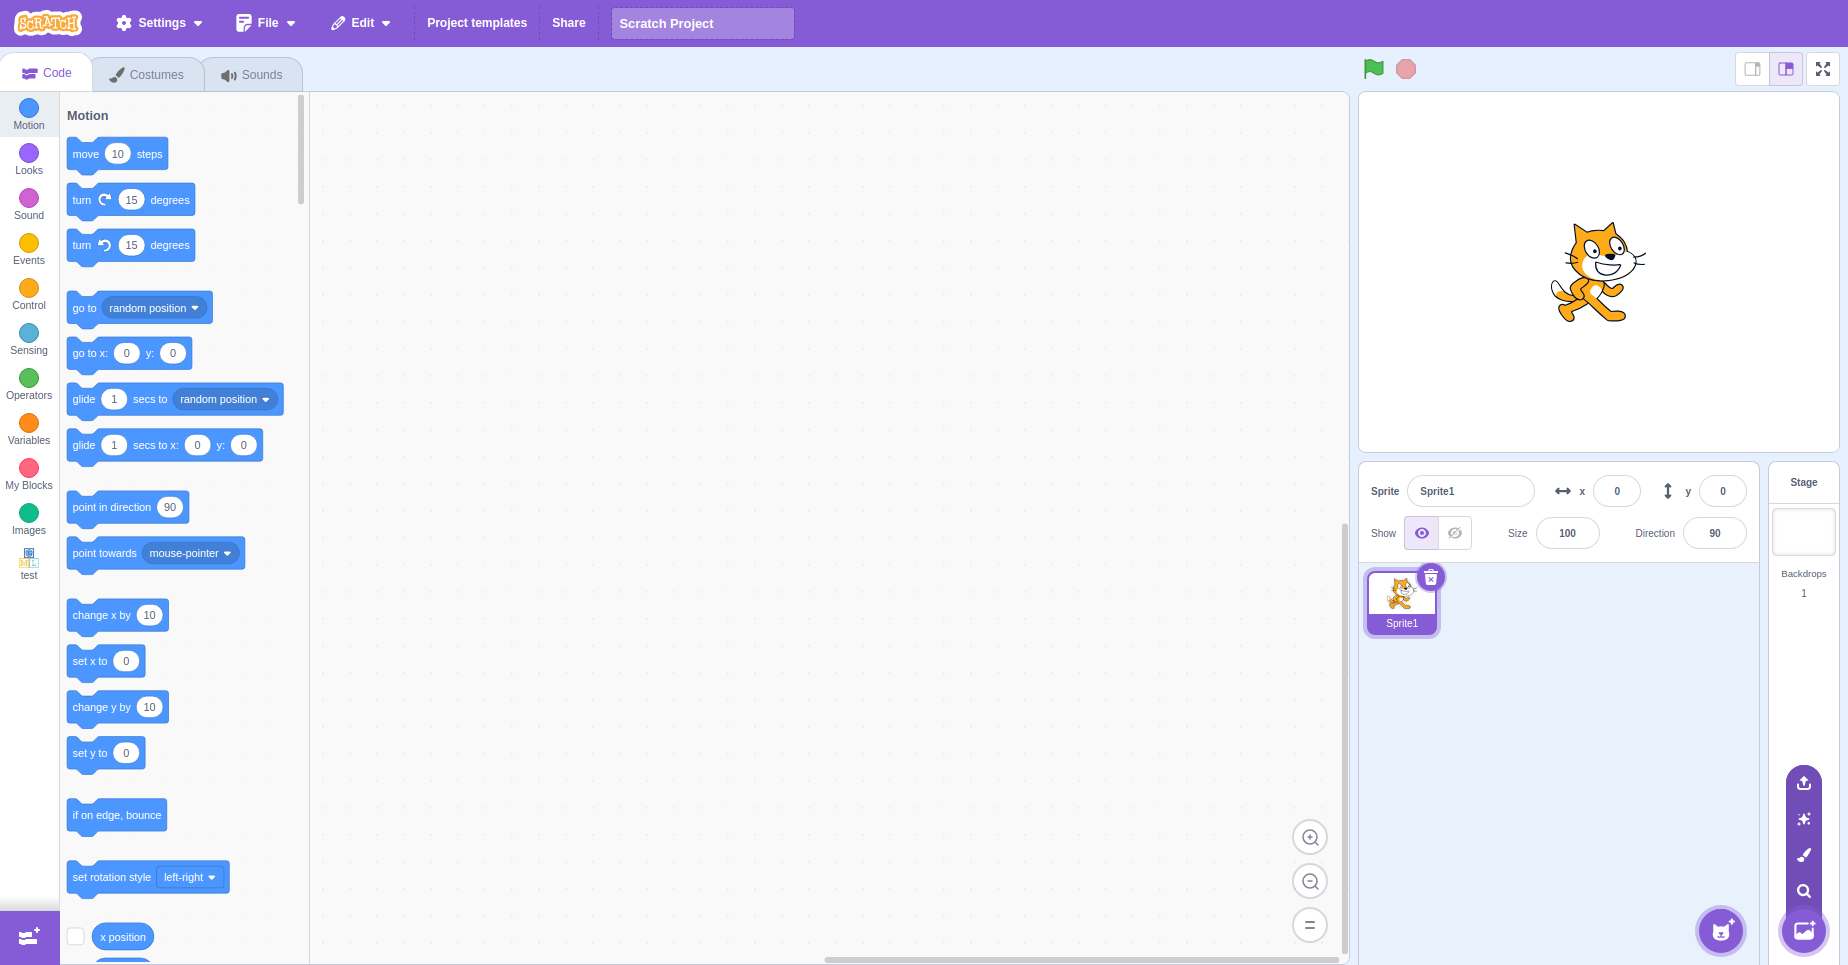 SCRATCH Settings File Edit Project templates Share Scratch Project
Code Costumes Sounds
Motion
Looks
Sound
Events
Control
Sensing
Operators
Variables
My Blocks
Images
test
Motion
move 10 steps
turn 15 degrees
turn 15 degrees
go to random position
go to x: 0 y: 0
glide 1 secs to random position
glide 1 secs to x: 0 y: 0
point in direction 90
point towards mouse-pointer
change x by 10
set x to 0
change y by 10
set y to 0
if on edge, bounce
set rotation style left-right
x position
Sprite Sprite1 x 0 y 0
Show Size 100 Direction 90
Sprite1
Stage
Backdrops
1